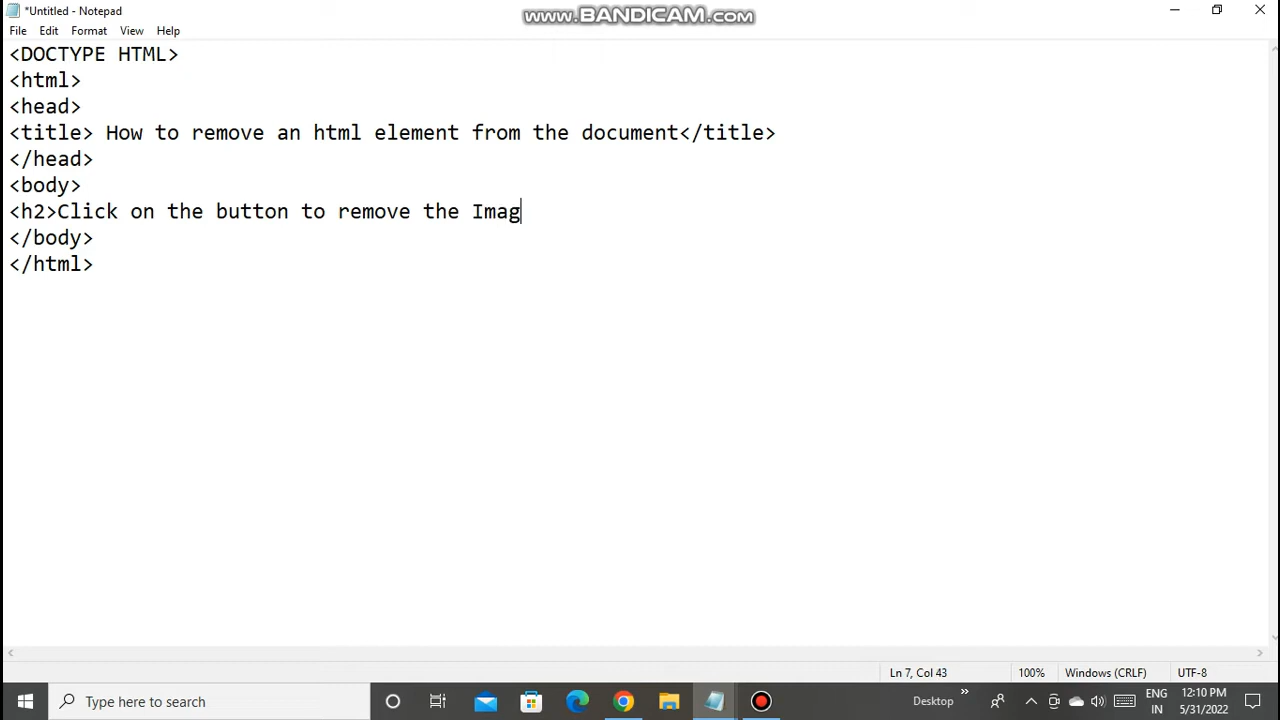 *Untitled - Notepad
www.BANDICAM.com
File Edit Format View Help
<DOCTYPE HTML>
<html>
<head>
<title> How to remove an html element from the document</title>
</head>
<body>
<h2>Click on the button to remove the Imag
</body>
</html>
Ln 7, Col 43 100% Windows (CRLF) UTF-8
Type here to search
Desktop
ENG
IN
12:10 PM
5/31/2022